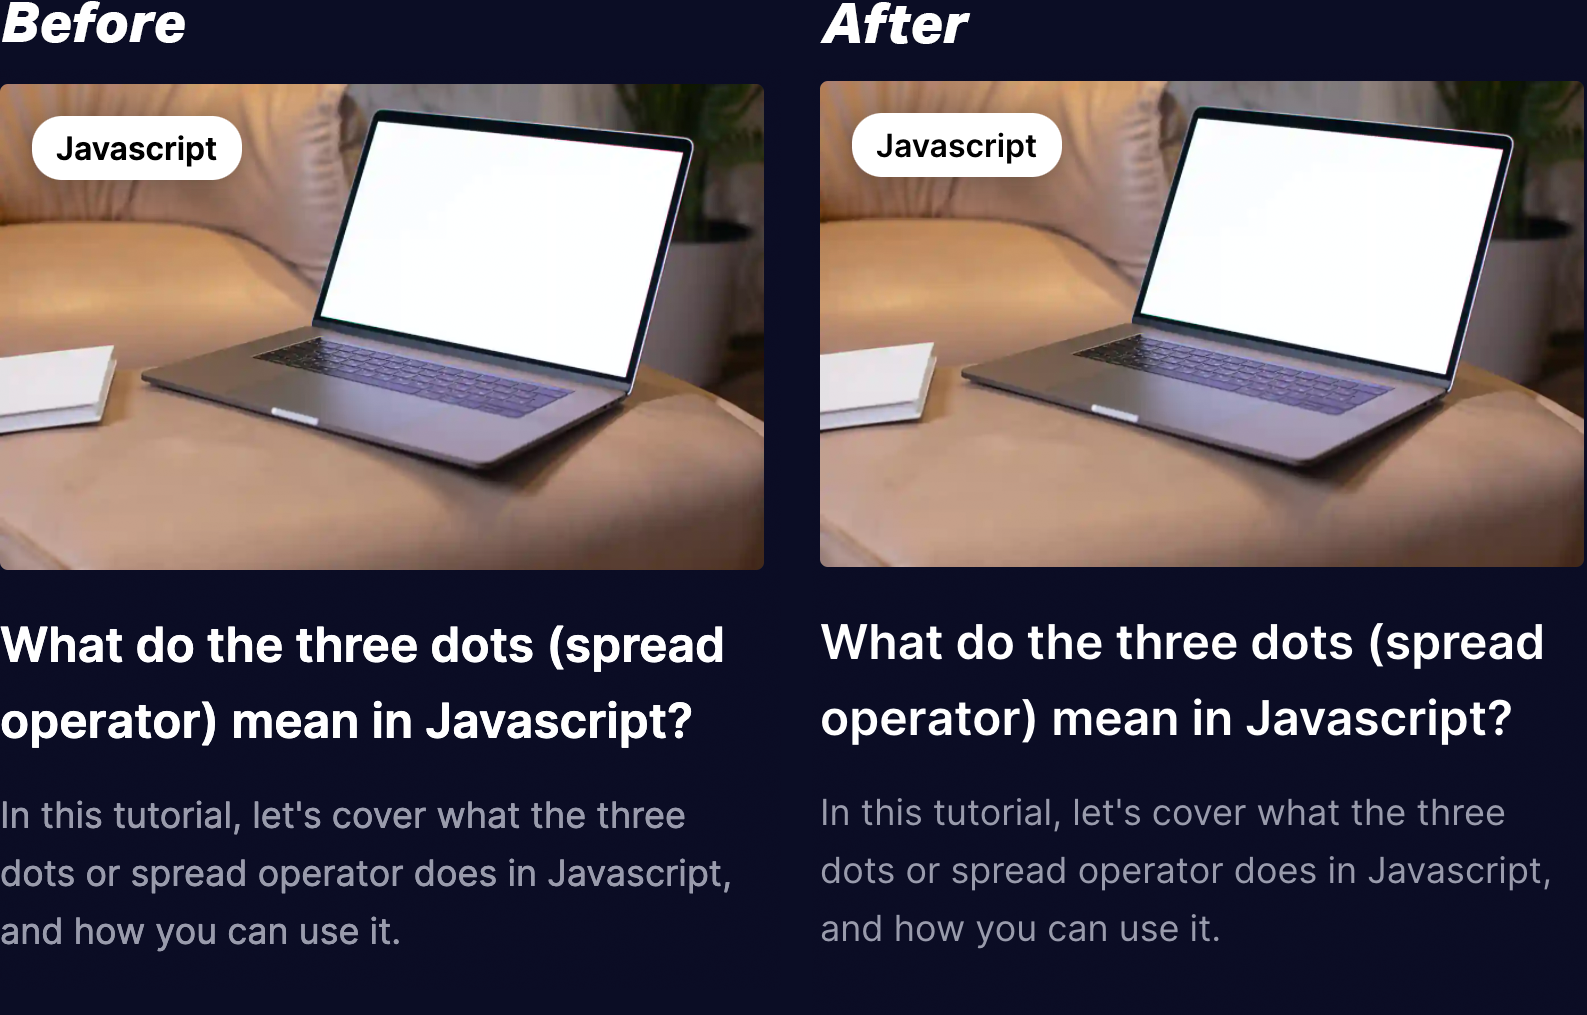 Before
Javascript
What do the three dots (spread
operator) mean in Javascript?
In this tutorial, let's cover what the three
dots or spread operator does in Javascript,
and how you can use it.
After
Javascript
What do the three dots (spread
operator) mean in Javascript?
In this tutorial, let's cover what the three
dots or spread operator does in Javascript,
and how you can use it.